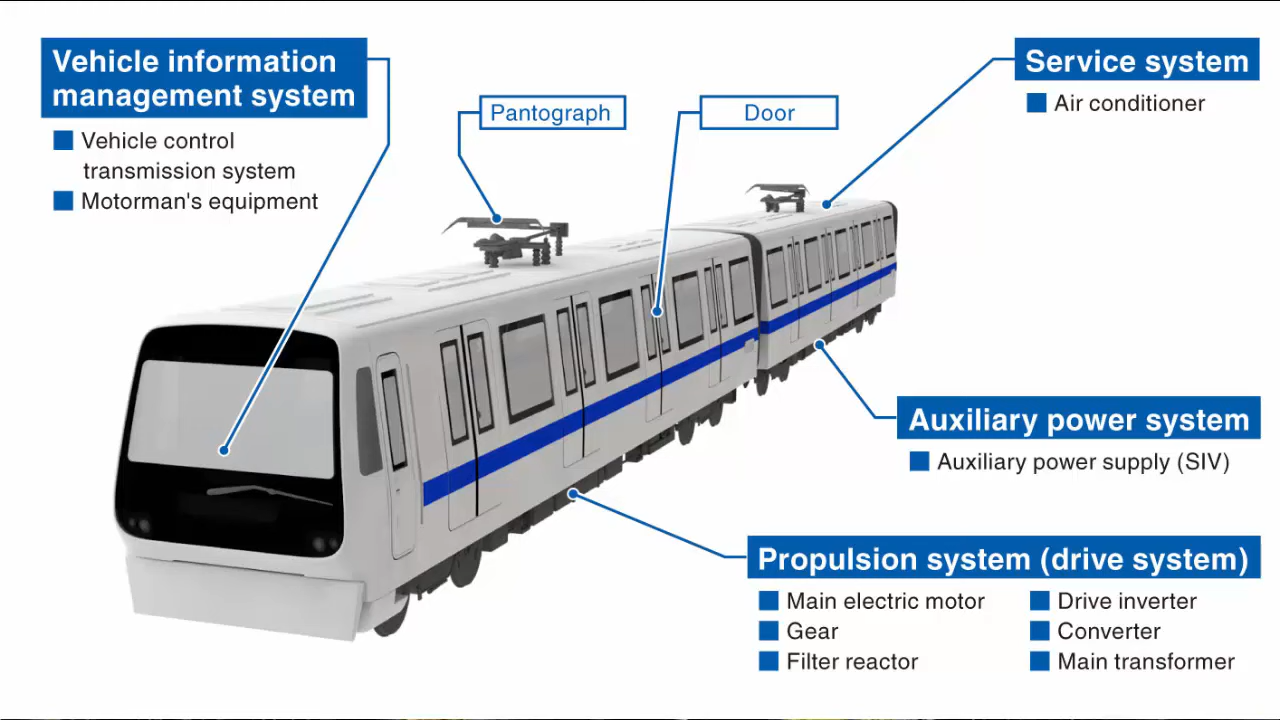 Vehicle information
management system
Vehicle control
transmission system
Motorman's equipment
Pantograph
Door
Service system
Air conditioner
Auxiliary power system
Auxiliary power supply (SIV)
Propulsion system (drive system)
Main electric motor
Gear
Filter reactor
Drive inverter
Converter
Main transformer